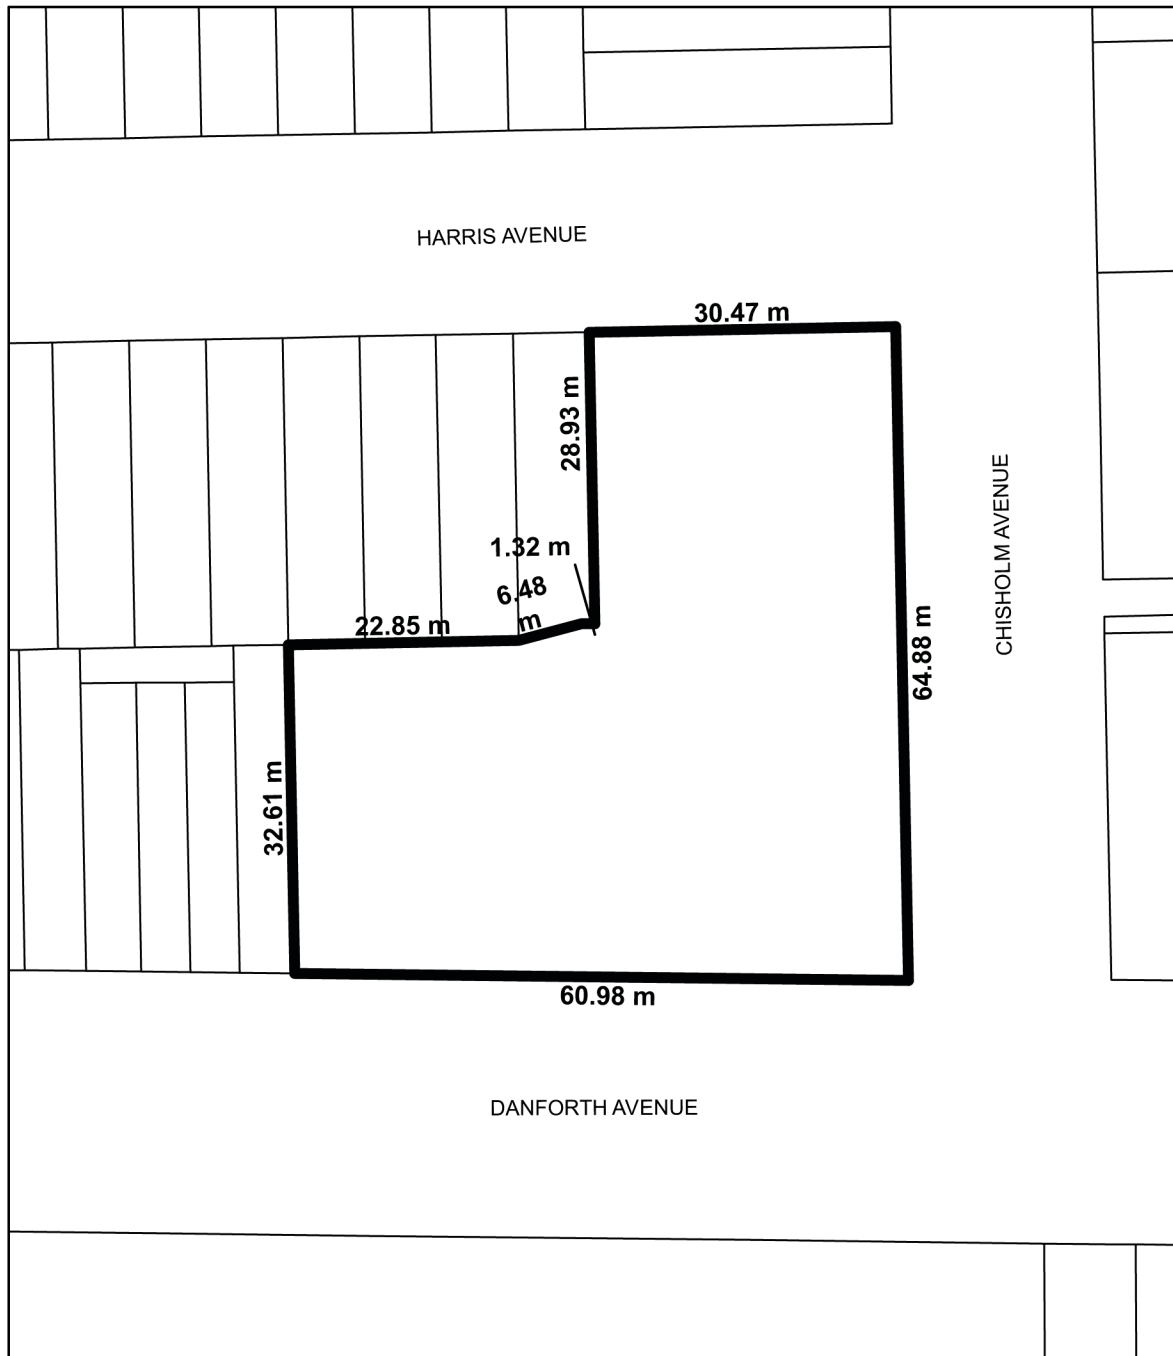 HARRIS AVENUE
30.47 m
28.93 m
CHISHOLM AVENUE
1.32 m
6.48
m
22.85 m
64.88 m
32.61 m
60.98 m
DANFORTH AVENUE